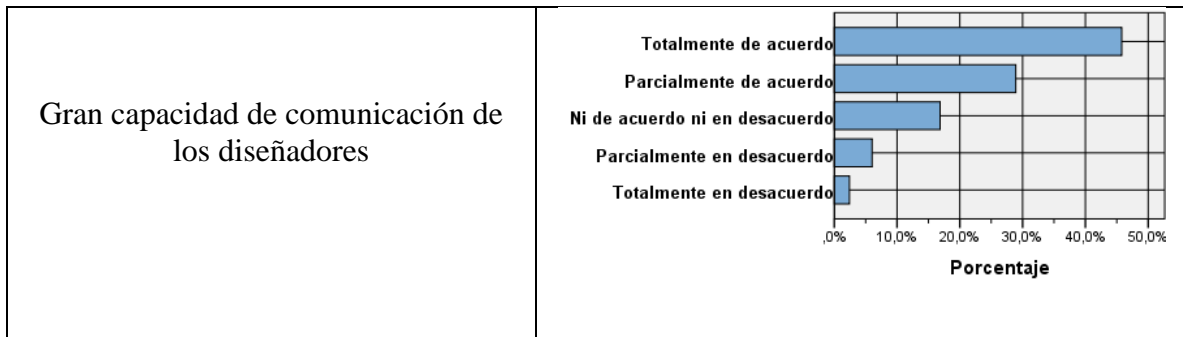 Gran capacidad de comunicación de
los diseñadores
Totalmente de acuerdo
Parcialmente de acuerdo
Ni de acuerdo ni en desacuerdo
Parcialmente en desacuerdo
Totalmente en desacuerdo
,0% 10,0% 20,0% 30,0% 40,0% 50,0%
Porcentaje